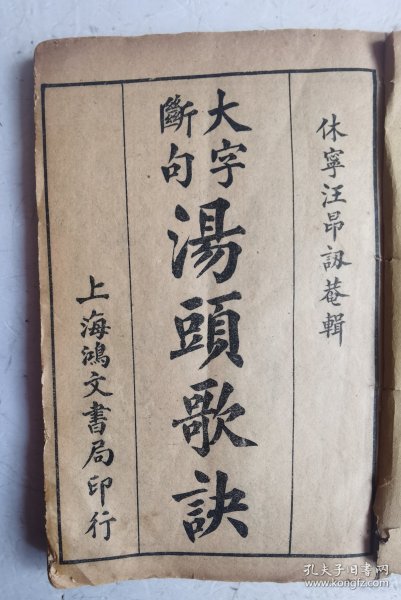 休寧汪昂訒菴輯
大字
斷句
湯頭歌訣
上海鴻文書局印行
孔夫子旧书网
www.kongfz.com